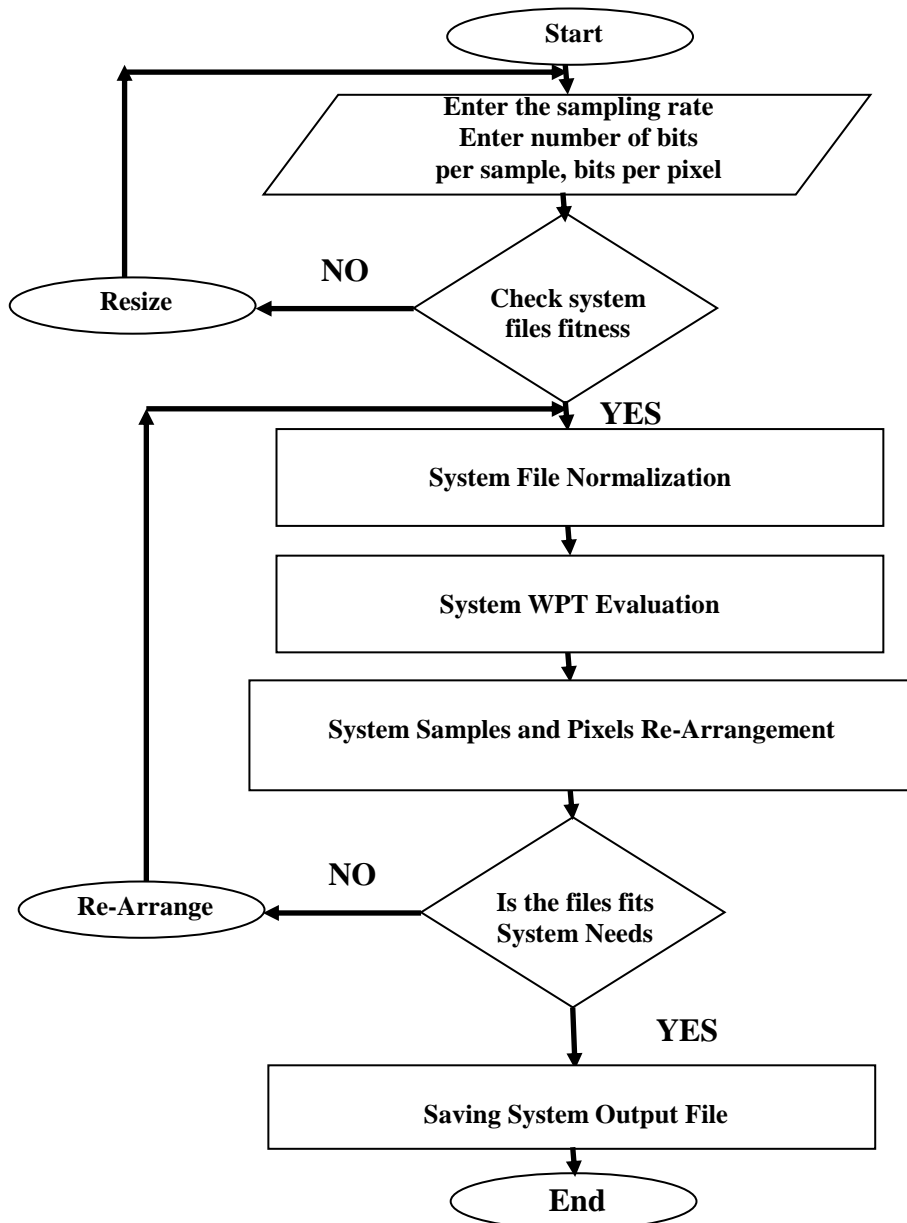 Start
Enter the sampling rate
Enter number of bits
per sample, bits per pixel
NO
Resize
Check system
files fitness
YES
System File Normalization
System WPT Evaluation
System Samples and Pixels Re-Arrangement
NO
Re-Arrange
Is the files fits
System Needs
YES
Saving System Output File
End